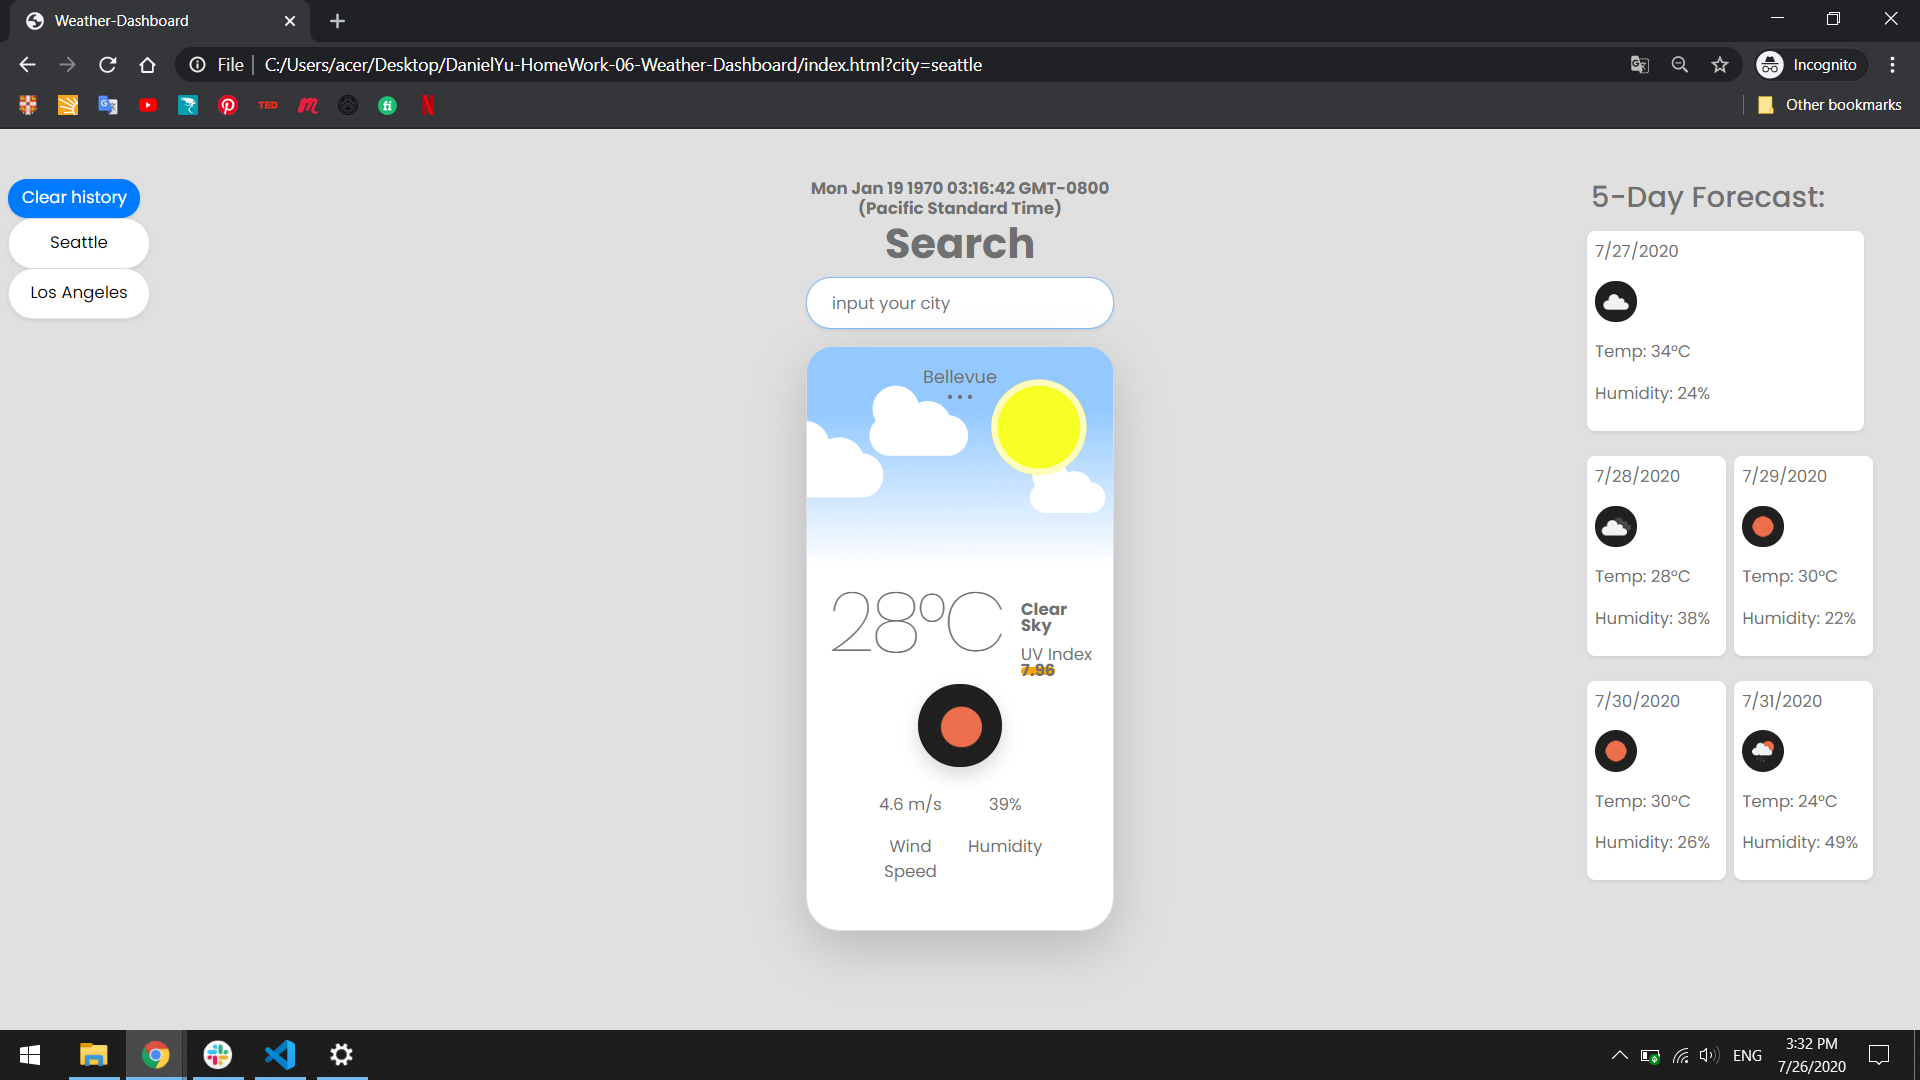 Weather-Dashboard
File
C:/Users/acer/Desktop/DanielYu-HomeWork-06-Weather-Dashboard/index.html?city=seattle
Incognito
TED
fi
N
Other bookmarks
Clear history
Seattle
Los Angeles
Mon Jan 19 1970 03:16:42 GMT-0800
(Pacific Standard Time)
Search
input your city
Bellevue
28°C
Clear
Sky
UV Index
7.96
4.6 m/s
39%
Wind
Speed
Humidity
5-Day Forecast:
7/27/2020
Temp: 34°C
Humidity: 24%
7/28/2020
Temp: 28°C
Humidity: 38%
7/29/2020
Temp: 30°C
Humidity: 22%
7/30/2020
Temp: 30°C
Humidity: 26%
7/31/2020
Temp: 24°C
Humidity: 49%
ENG
3:32 PM
7/26/2020